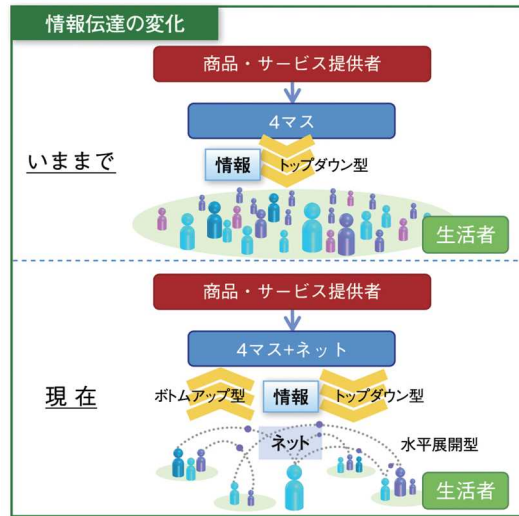 情報伝達の変化
商品・サービス提供者
4マス
いままで
情報
トップダウン型
生活者
商品・サービス提供者
4マス+ネット
現在
ボトムアップ型
情報
トップダウン型
ネット
水平展開型
生活者